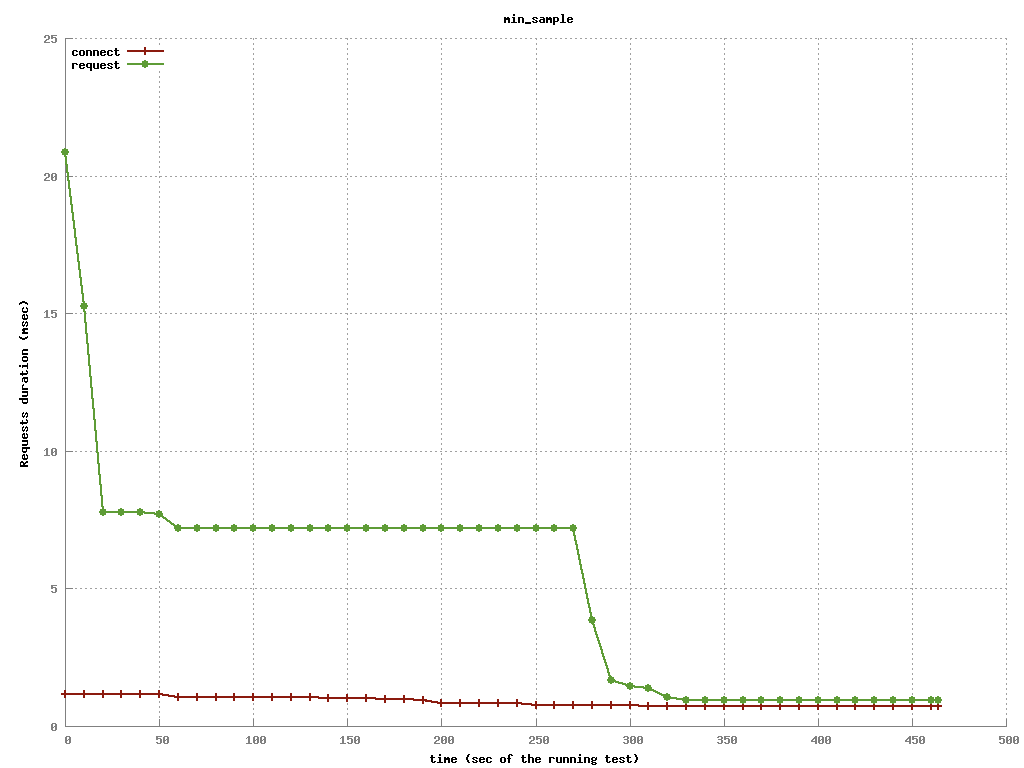 min_sample
connect
request
25
20
15
10
5
0
Requests duration (msec)
0 50 100 150 200 250 300 350 400 450 500
time (sec of the running test)